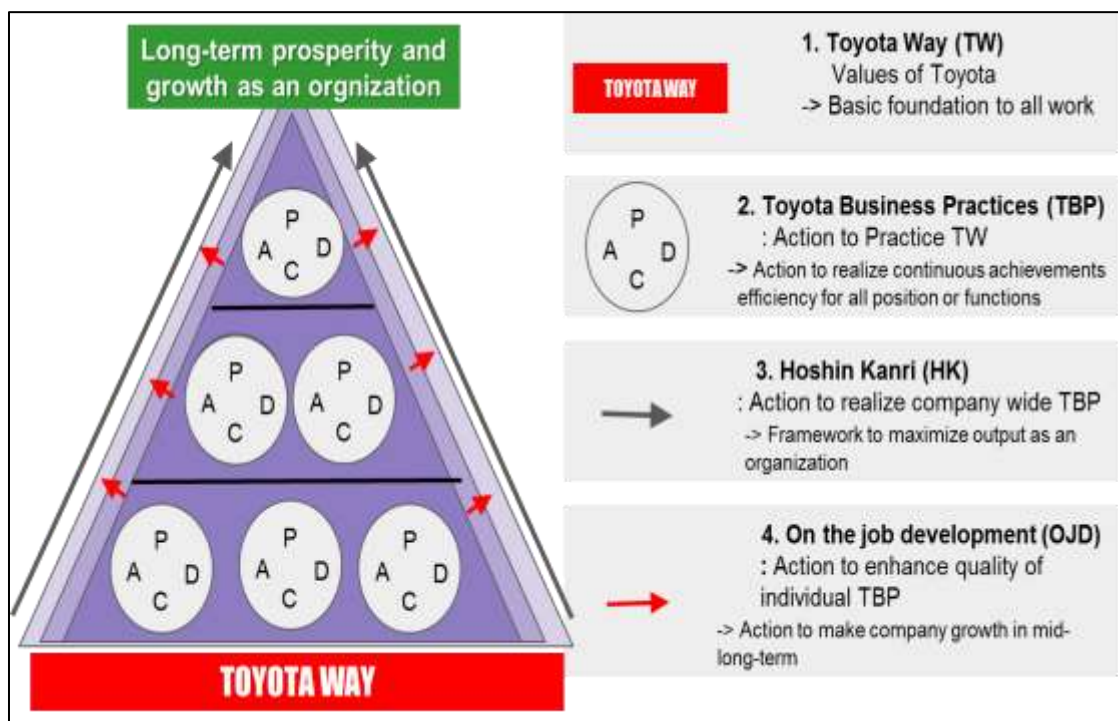 Long-term prosperity and
growth as an orgnization
P
A
D
C
P
A
D
C
P
A
D
C
P
A
D
C
P
A
D
C
P
A
D
C
TOYOTA WAY
TOYOTA WAY
1. Toyota Way (TW)
Values of Toyota
-> Basic foundation to all work
P
A
D
C
2. Toyota Business Practices (TBP)
: Action to Practice TW
-> Action to realize continuous achievements
efficiency for all position or functions
3. Hoshin Kanri (HK)
: Action to realize company wide TBP
-> Framework to maximize output as an
organization
4. On the job development (OJD)
: Action to enhance quality of
individual TBP
-> Action to make company growth in mid-
long-term